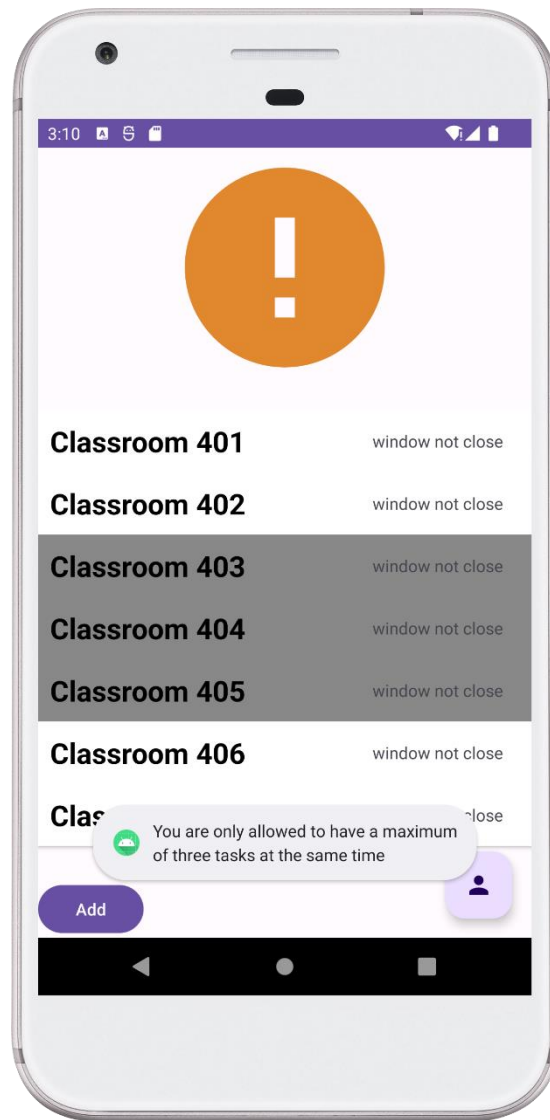 3:10
Classroom 401 window not close
Classroom 402 window not close
Classroom 403 window not close
Classroom 404 window not close
Classroom 405 window not close
Classroom 406 window not close
close
You are only allowed to have a maximum
of three tasks at the same time
Add